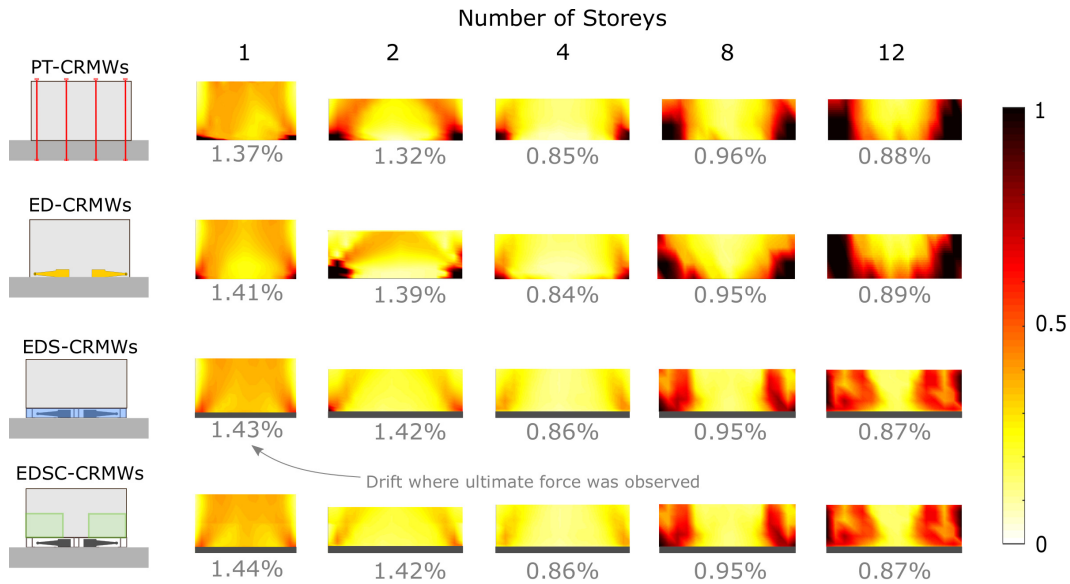 Number of Storeys
1 2 4 8 12
PT-CRMWs
1.37% 1.32% 0.85% 0.96% 0.88%
ED-CRMWs
1.41% 1.39% 0.84% 0.95% 0.89%
EDS-CRMWs
1.43% 1.42% 0.86% 0.95% 0.87%
Drift where ultimate force was observed
EDSC-CRMWs
1.44% 1.42% 0.86% 0.95% 0.87%
1
0.5
0